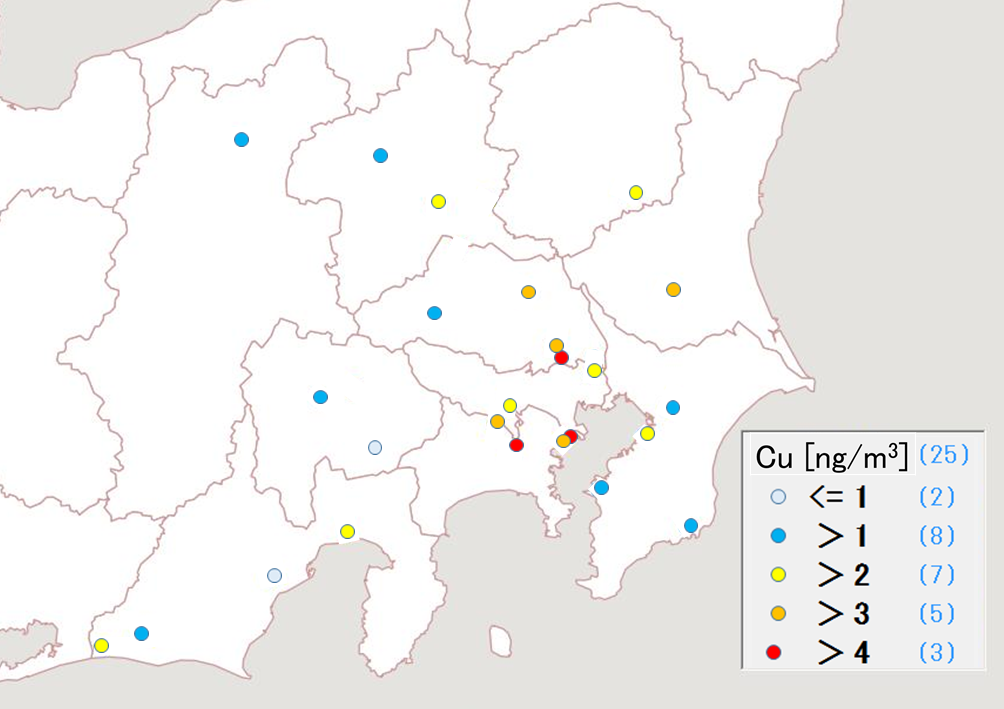 Cu [ng/m³] (25)
<= 1 (2)
> 1 (8)
> 2 (7)
> 3 (5)
> 4 (3)